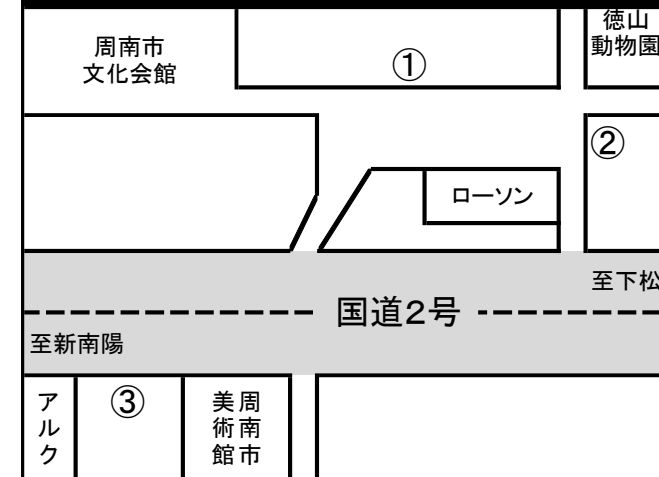 周南市
文化会館
①
徳山
動物園
②
ローソン
至下松
国道2号
至新南陽
アルク
③
周南市
美術館